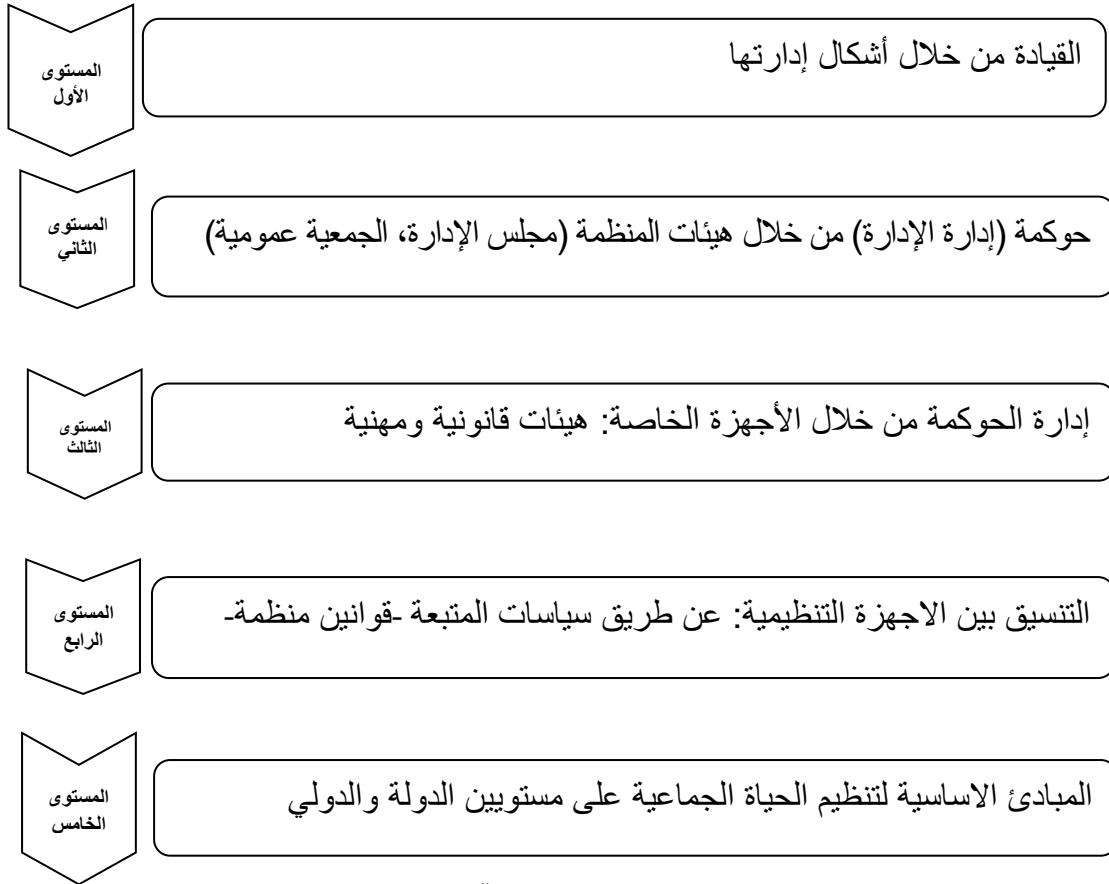 المستوى
الأول
القيادة من خلال أشكال إدارتها
المستوى
الثاني
حوكمة (إدارة الإدارة) من خلال هيئات المنظمة (مجلس الإدارة، الجمعية عمومية)
المستوى
الثالث
إدارة الحوكمة من خلال الأجهزة الخاصة: هيئات قانونية ومهنية
المستوى
الرابع
التنسيق بين الاجهزة التنظيمية: عن طريق سياسات المتبعة -قوانين منظمة-
المستوى
الخامس
المبادئ الاساسية لتنظيم الحياة الجماعية على مستويين الدولة والدولي